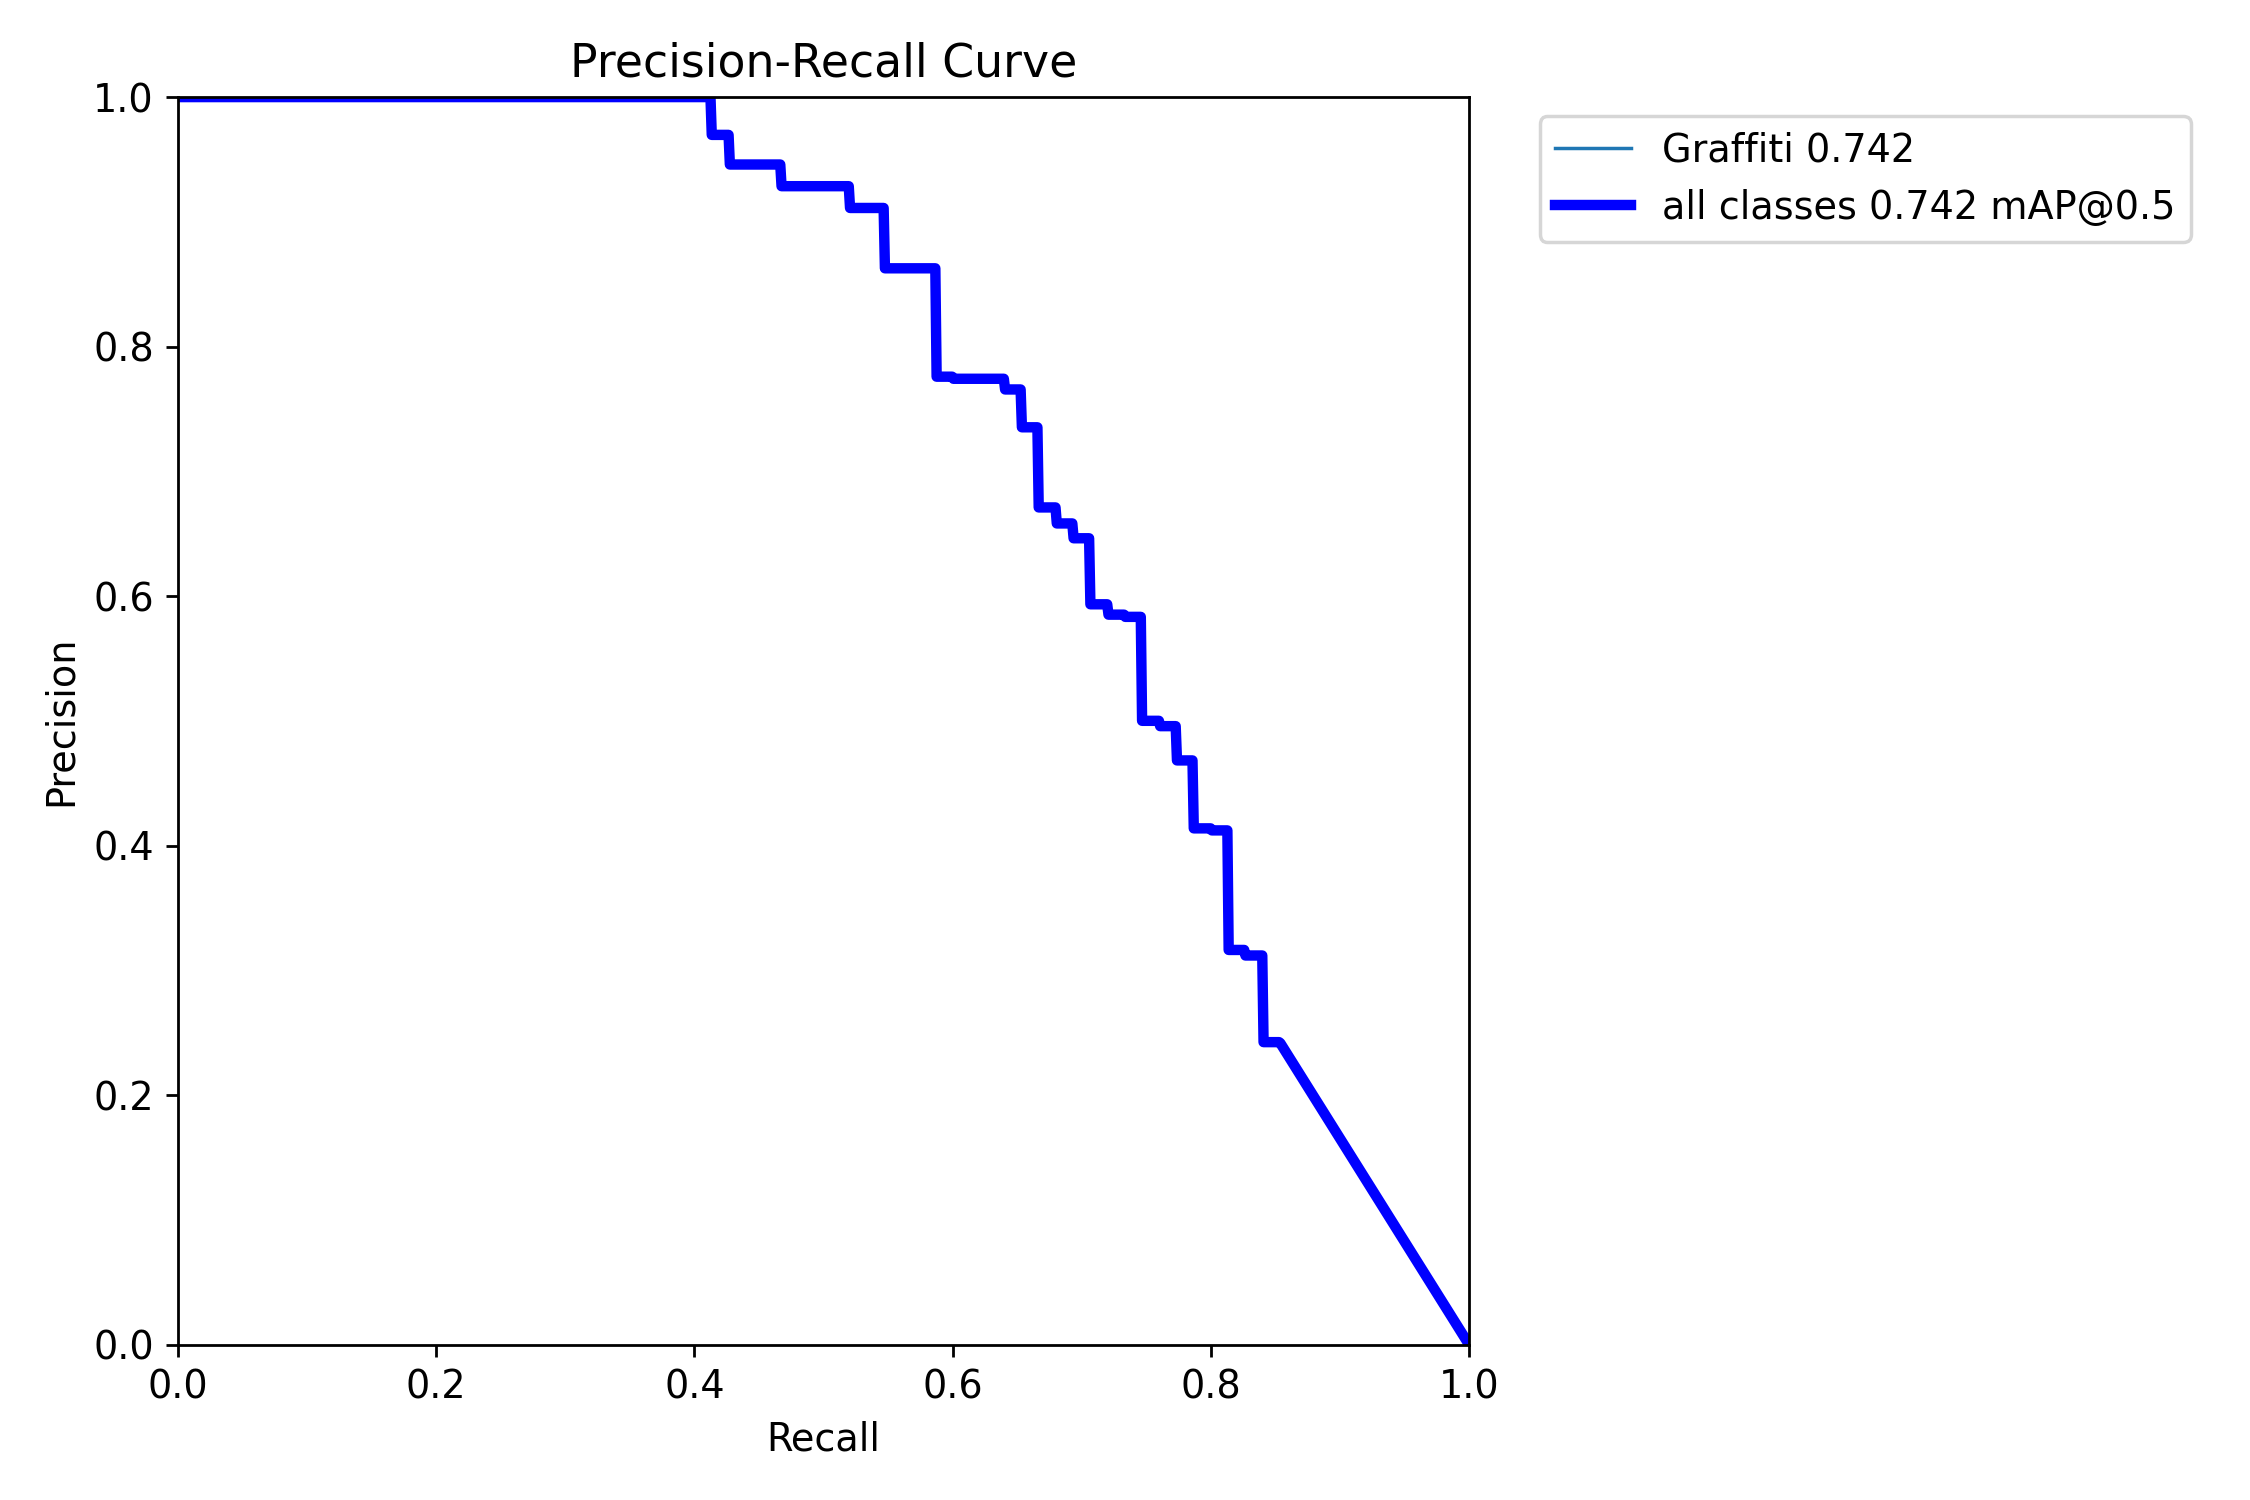 Precision-Recall Curve
1.0
0.8
0.6
0.4
0.2
0.0
Precision
0.0 0.2 0.4 0.6 0.8 1.0
Recall
Graffiti 0.742
all classes 0.742 mAP@0.5